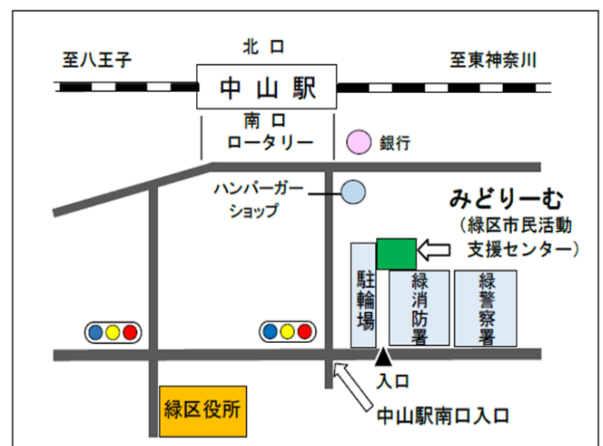 北 口
至八王子
至東神奈川
中 山 駅
南 口
ロータリー
銀行
ハンバーガー
ショップ
みどりーむ
（緑区市民活動
支援センター）
駐輪場
緑消防署
緑警察署
入口
緑区役所
中山駅南口入口